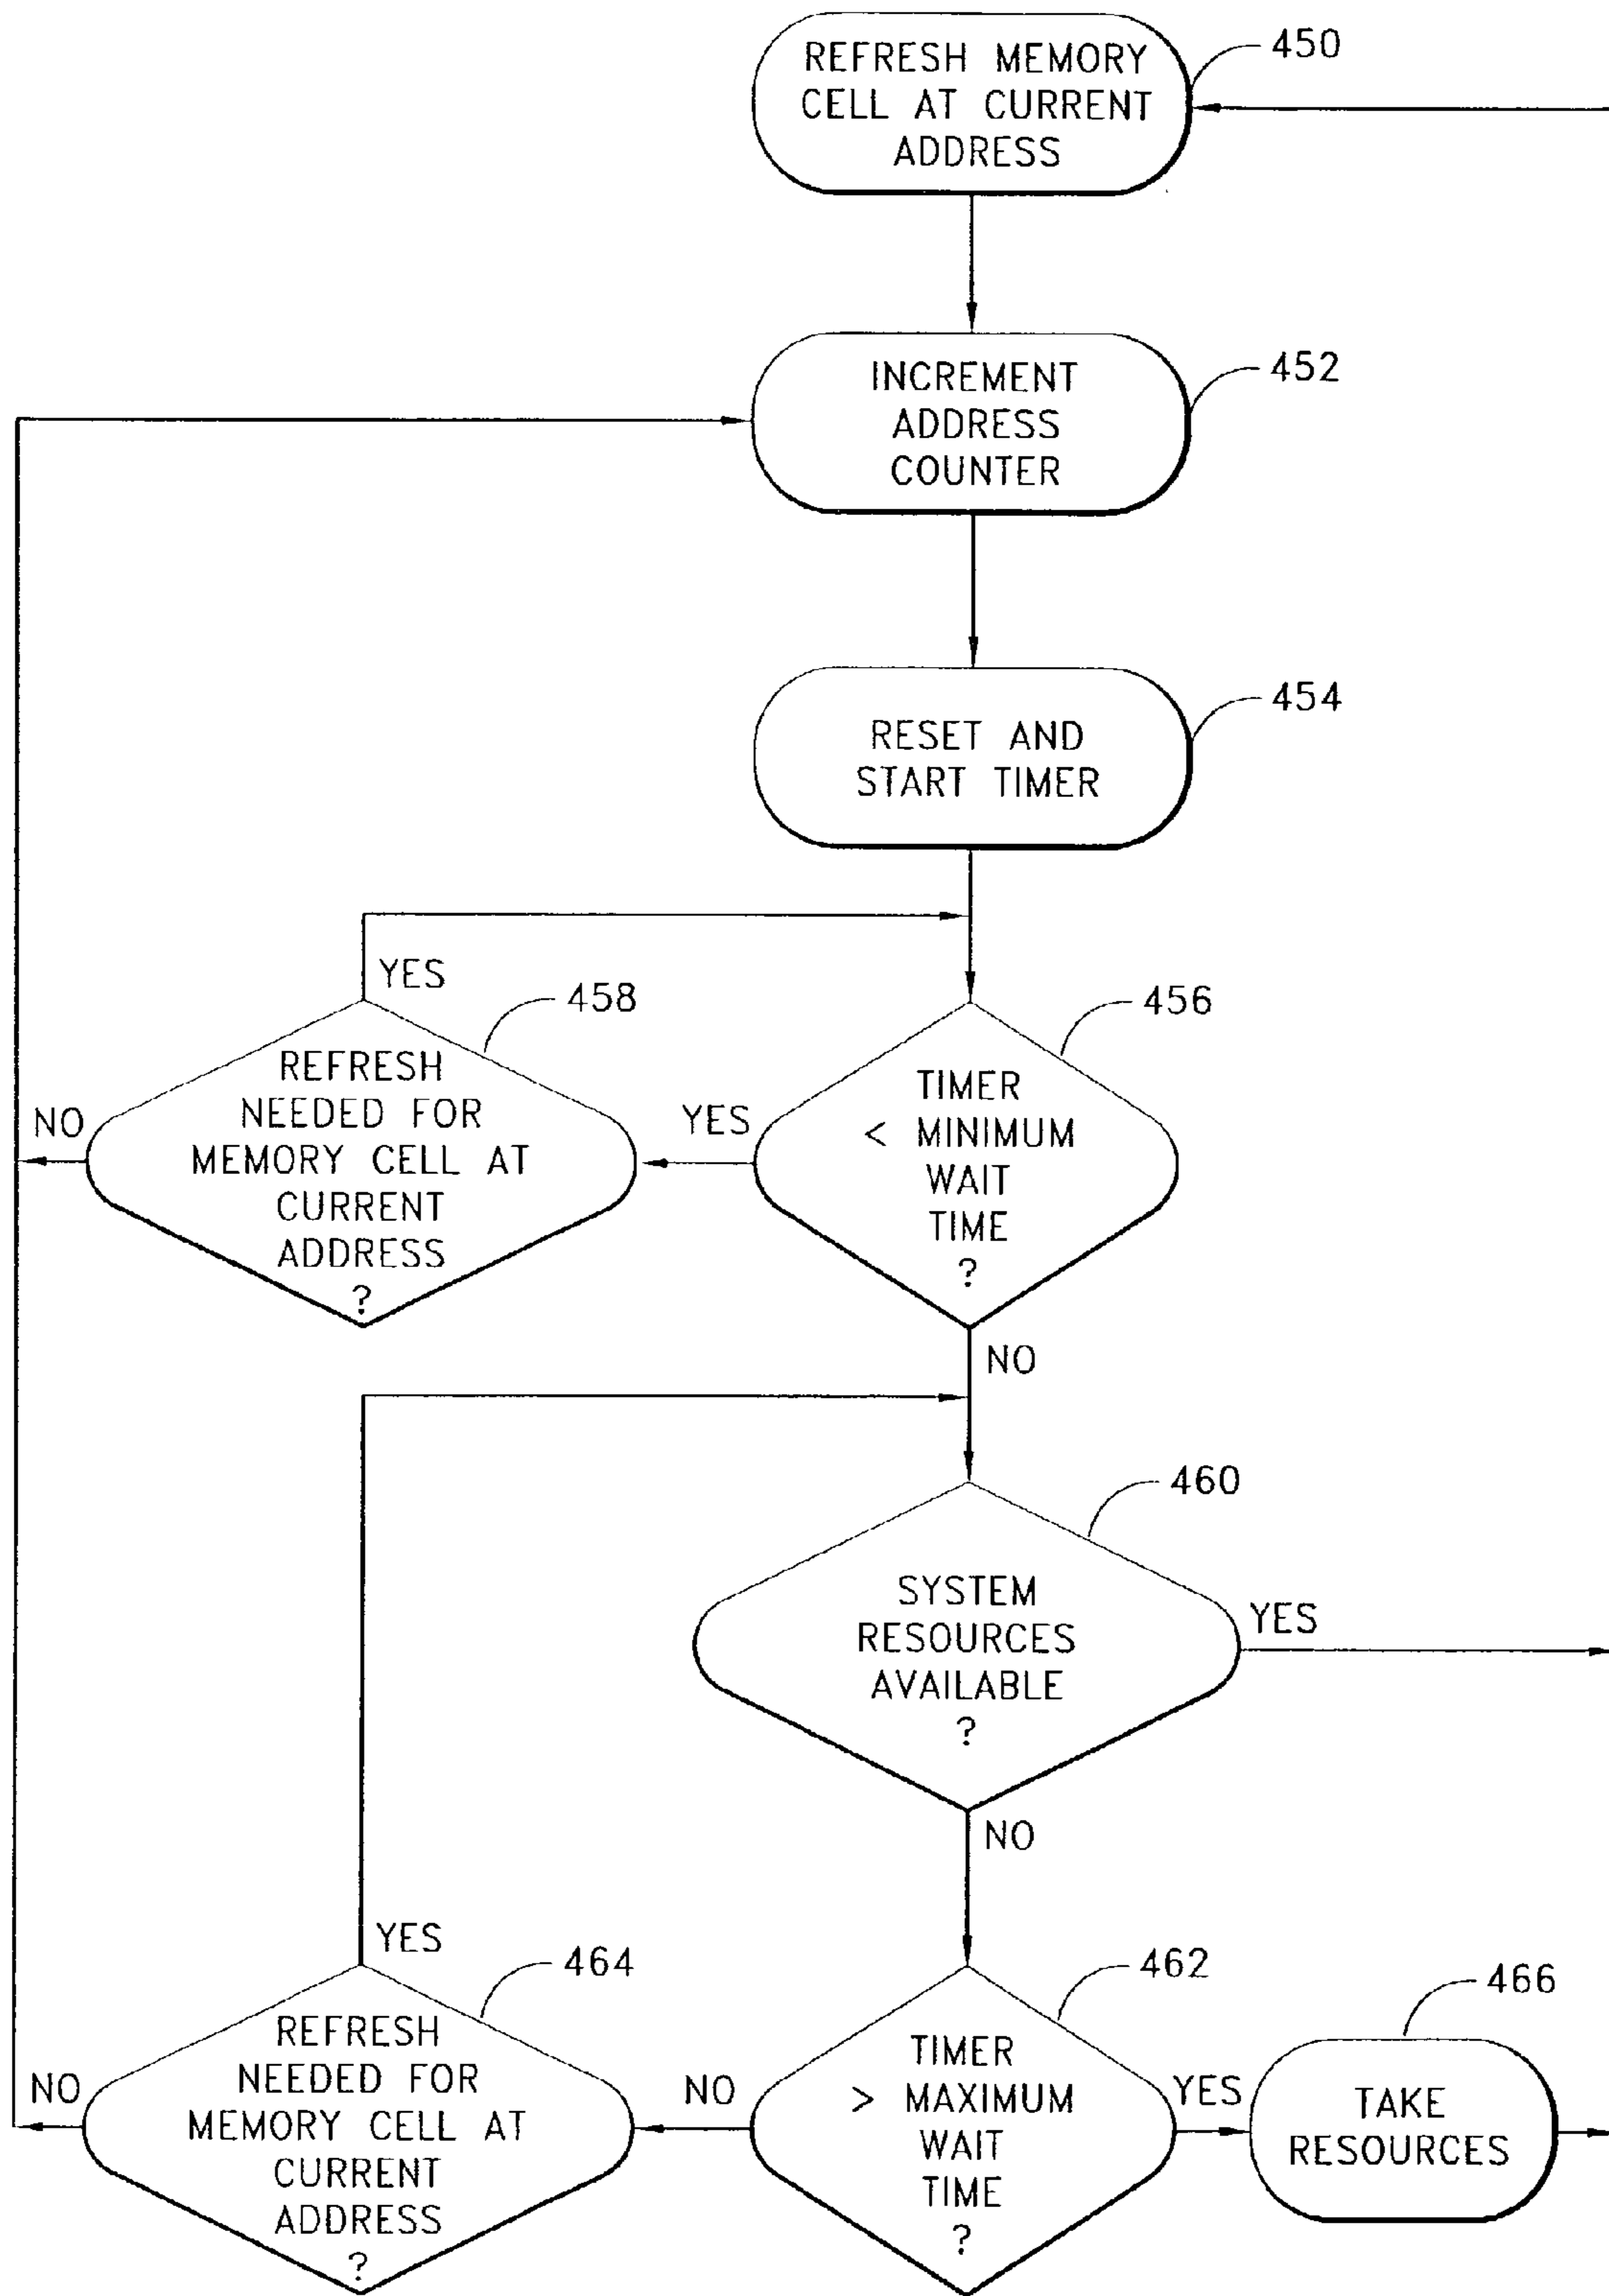 REFRESH MEMORY
CELL AT CURRENT
ADDRESS
450
INCREMENT
ADDRESS
COUNTER
452
RESET AND
START TIMER
454
YES
458
456
REFRESH
NEEDED FOR
MEMORY CELL AT
CURRENT
ADDRESS
?
NO
YES
TIMER
< MINIMUM
WAIT
TIME
?
NO
460
SYSTEM
RESOURCES
AVAILABLE
?
YES
NO
YES
464
462
466
REFRESH
NEEDED FOR
MEMORY CELL AT
CURRENT
ADDRESS
?
NO
NO
TIMER
> MAXIMUM
WAIT
TIME
?
YES
TAKE
RESOURCES